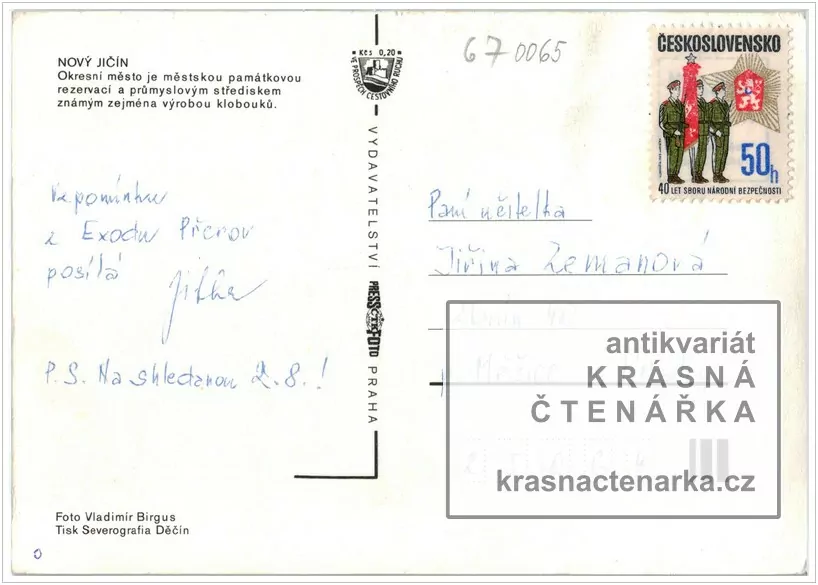 NOVÝ JIČÍN
Okresní město je městskou památkovou
rezervací a průmyslovým střediskem
známým zejména výrobou klobouků.
Kčs 0,20
VE PROSPĚCH CESTOVNÍHO RUCHU
67 0065
ČESKOSLOVENSKO
50h
40 LET SBORU NÁRODNÍ BEZPEČNOSTI
Vzpomínku
z Exodu Přerov
posílá
Jitka
P.S. Na shledanou 2.8.!
VYDAVATELSTVÍ PRESSFOTO PRAHA
ČTK
Paní učitelka
Jiřina Zemanová
antikvariát
KRÁSNÁ
ČTENÁŘKA
krasnactenarka.cz
Foto Vladimír Birgus
Tisk Severografia Děčín